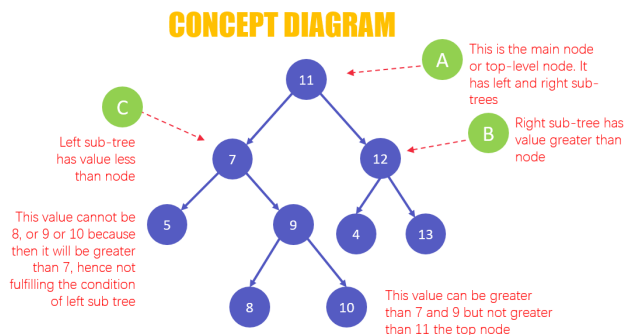 CONCEPT DIAGRAM
A
This is the main node
or top-level node. It
has left and right sub-
trees
11
C
B
Right sub-tree has
value greater than
node
Left sub-tree
has value less
than node
7
12
This value cannot be
8, or 9 or 10 because
then it will be greater
than 7, hence not
fulfilling the condition
of left sub tree
5
9
4
13
8
10
This value can be greater
than 7 and 9 but not greater
than 11 the top node